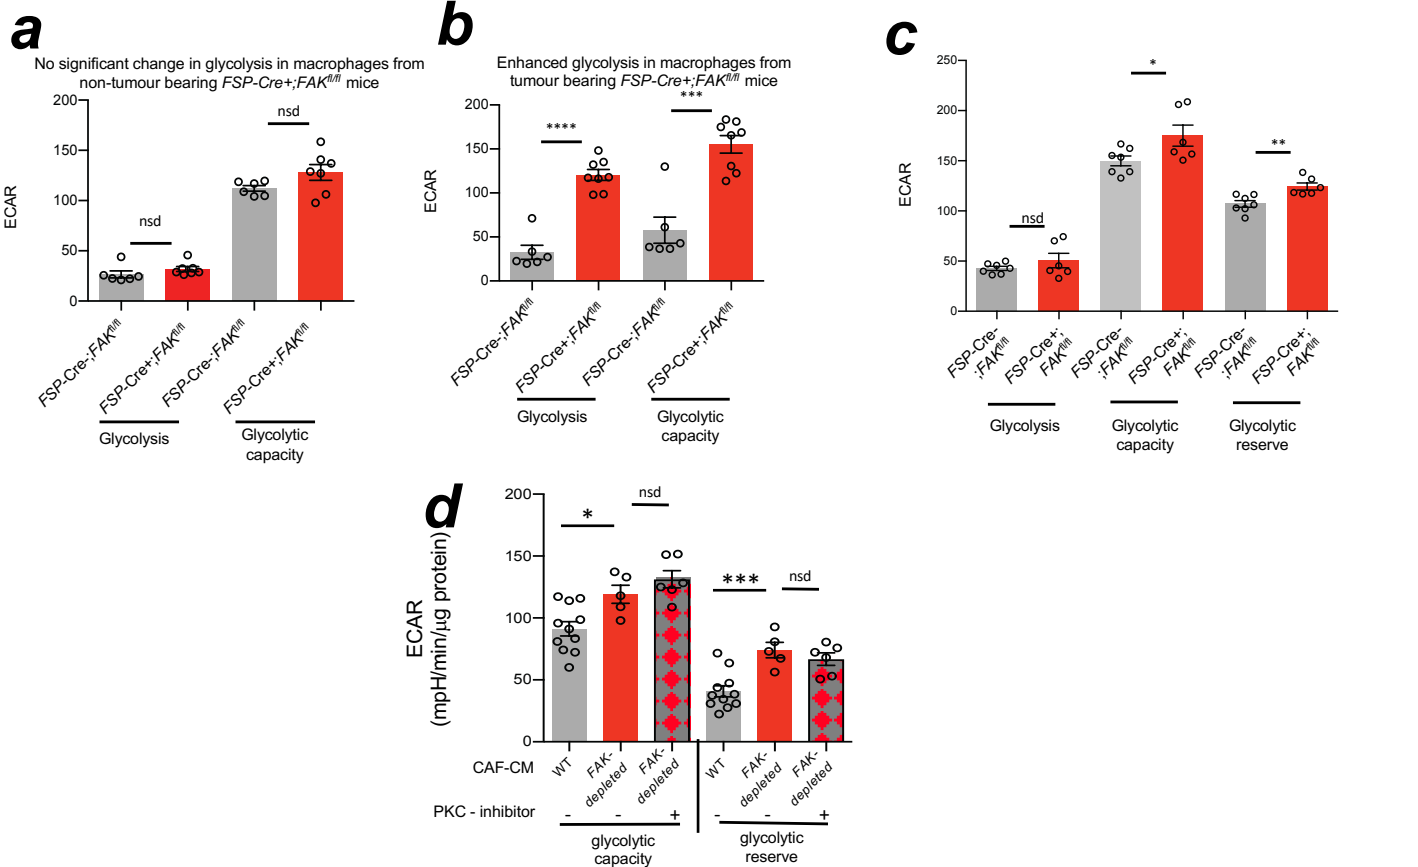 a
No significant change in glycolysis in macrophages from
non-tumour bearing FSP-Cre+;FAKfl/fl mice
200
150
100
50
0
ECAR
nsd
nsd
FSP-Cre-;FAKfl/fl
FSP-Cre+;FAKfl/fl
FSP-Cre-;FAKfl/fl
FSP-Cre+;FAKfl/fl
Glycolysis
Glycolytic
capacity
b
Enhanced glycolysis in macrophages from
tumour bearing FSP-Cre+;FAKfl/fl mice
200
150
100
50
0
ECAR
****
***
FSP-Cre-;FAKfl/fl
FSP-Cre+;FAKfl/fl
FSP-Cre-;FAKfl/fl
FSP-Cre+;FAKfl/fl
Glycolysis
Glycolytic
capacity
c
250
200
150
100
50
0
ECAR
nsd
*
**
FSP-Cre-
;FAKfl/fl
FSP-Cre+;
FAKfl/fl
FSP-Cre-
;FAKfl/fl
FSP-Cre+;
FAKfl/fl
FSP-Cre-
;FAKfl/fl
FSP-Cre+;
FAKfl/fl
Glycolysis
Glycolytic
capacity
Glycolytic
reserve
d
200
150
100
50
0
ECAR
(mpH/min/µg protein)
*
nsd
***
nsd
CAF-CM
WT
FAK-
depleted
FAK-
depleted
WT
FAK-
depleted
FAK-
depleted
PKC - inhibitor - - + - - +
glycolytic
capacity
glycolytic
reserve